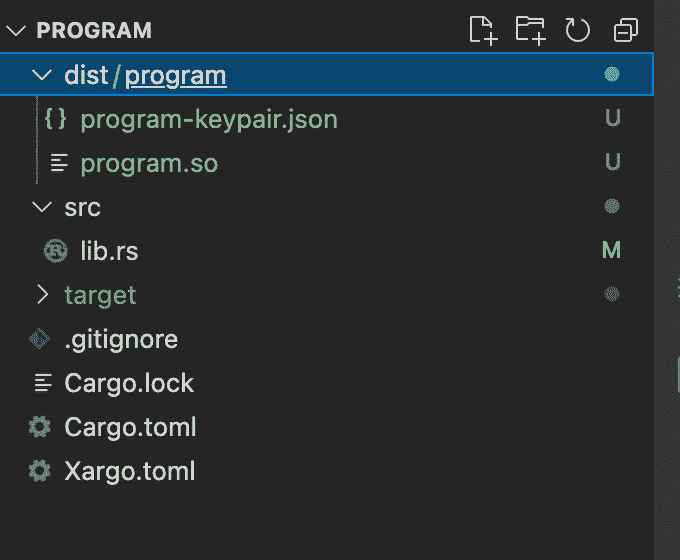 PROGRAM
dist/program
{} program-keypair.json U
program.so U
src
lib.rs M
target
.gitignore
Cargo.lock
Cargo.toml
Xargo.toml